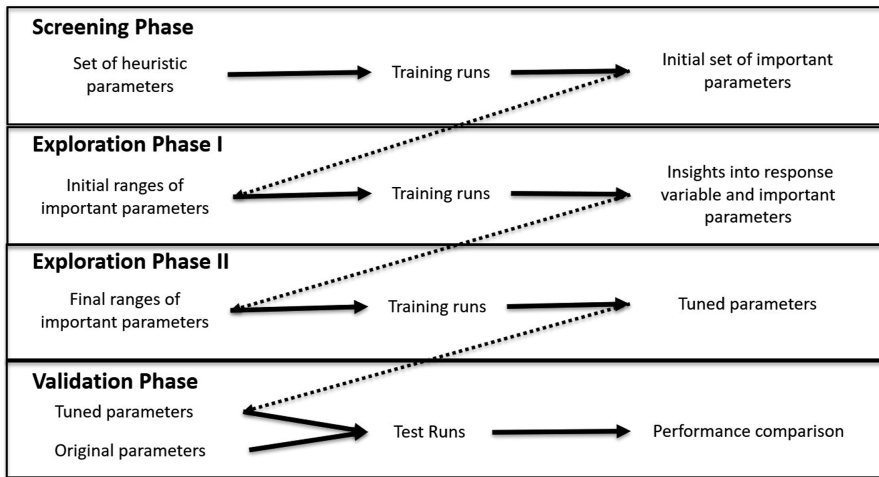 Screening Phase
Set of heuristic
parameters
Training runs
Initial set of important
parameters
Exploration Phase I
Initial ranges of
important parameters
Training runs
Insights into response
variable and important
parameters
Exploration Phase II
Final ranges of
important parameters
Training runs
Tuned parameters
Validation Phase
Tuned parameters
Original parameters
Test Runs
Performance comparison